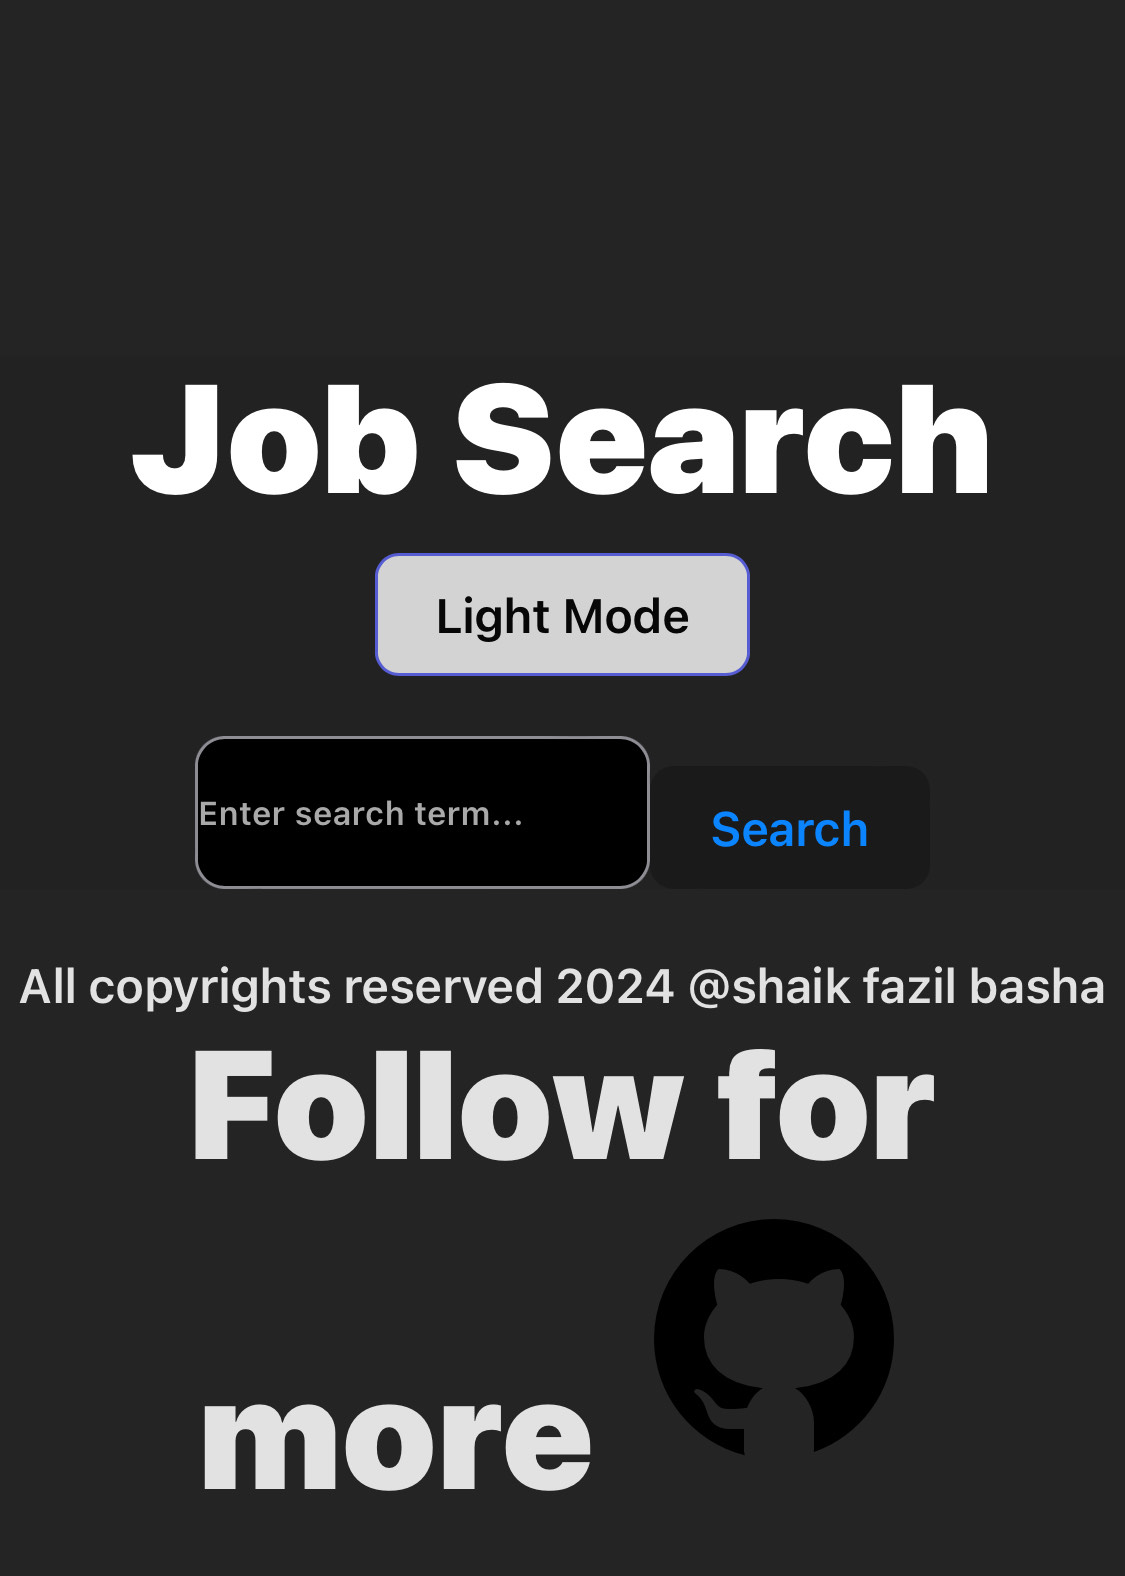 Job Search
Light Mode
Enter search term...
Search
All copyrights reserved 2024 @shaik fazil basha
Follow for
more